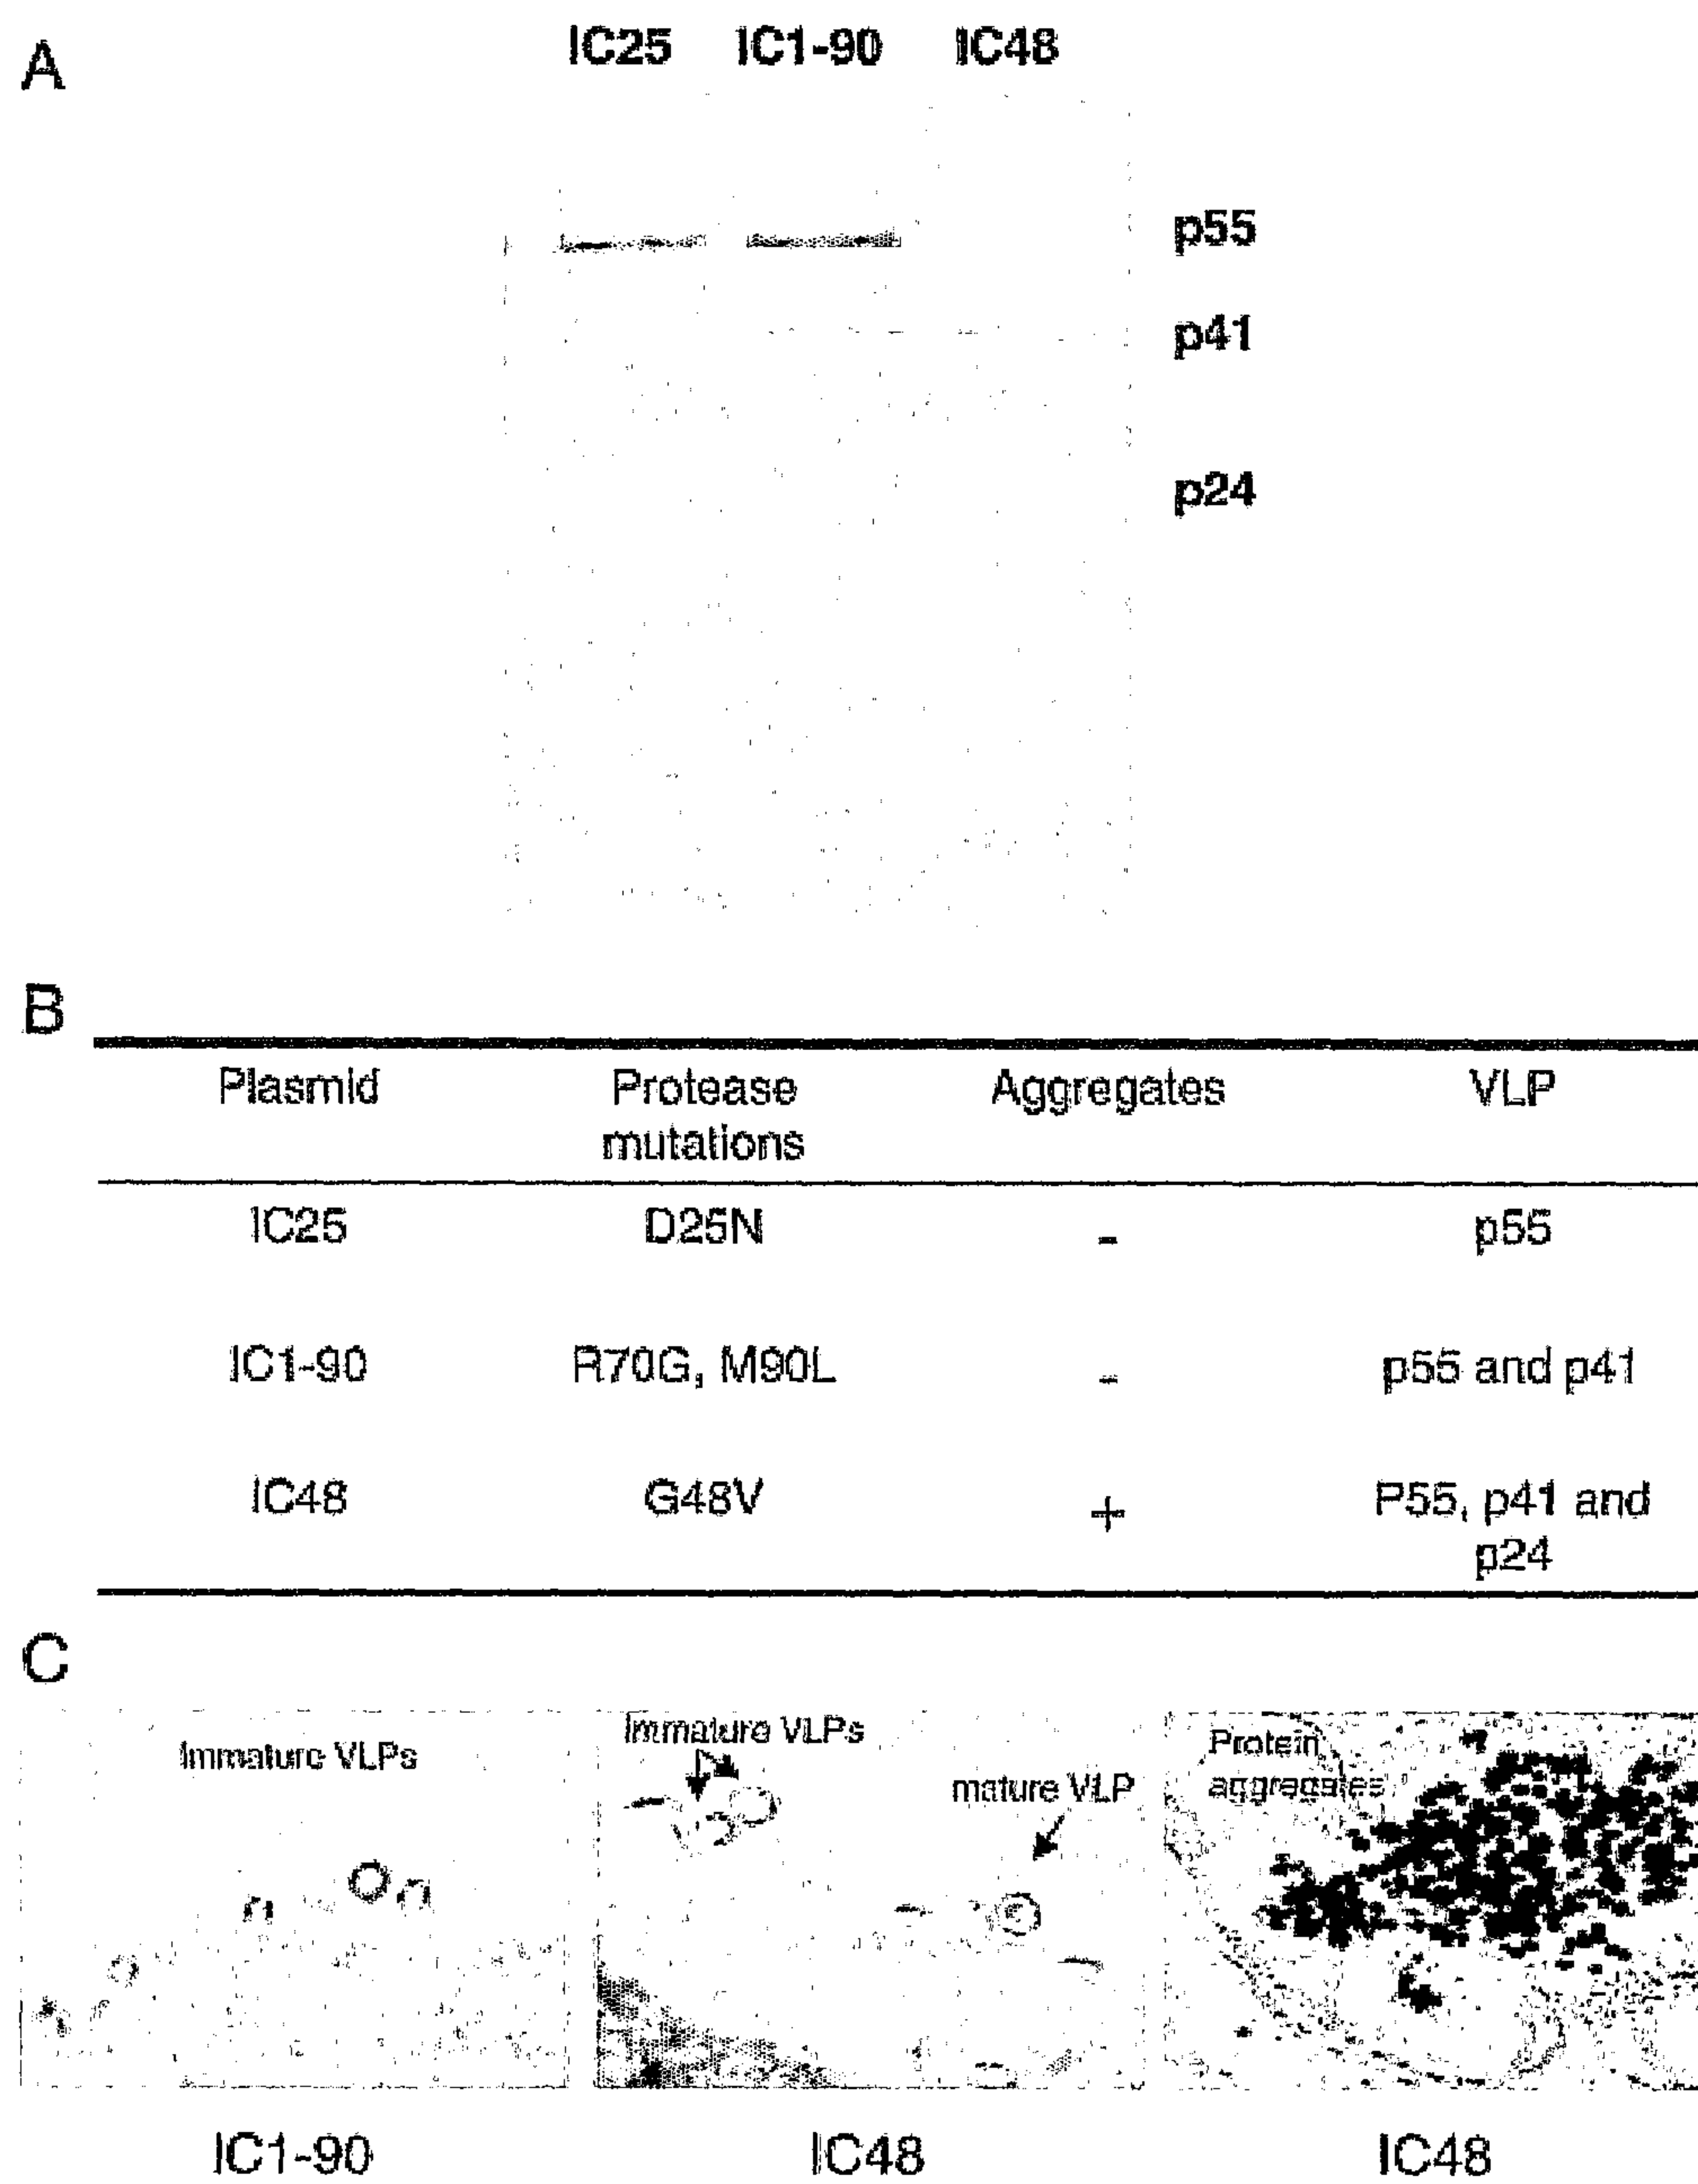 A
IC25 IC1-90 IC48
p55
p41
p24
B
Plasmid Protease mutations Aggregates VLP
IC25 D25N - p55
IC1-90 R70G, M90L - p55 and p41
IC48 G48V + P55, p41 and p24
C
Immature VLPs
Immature VLPs
mature VLP
Protein
aggregates
IC1-90 IC48 IC48